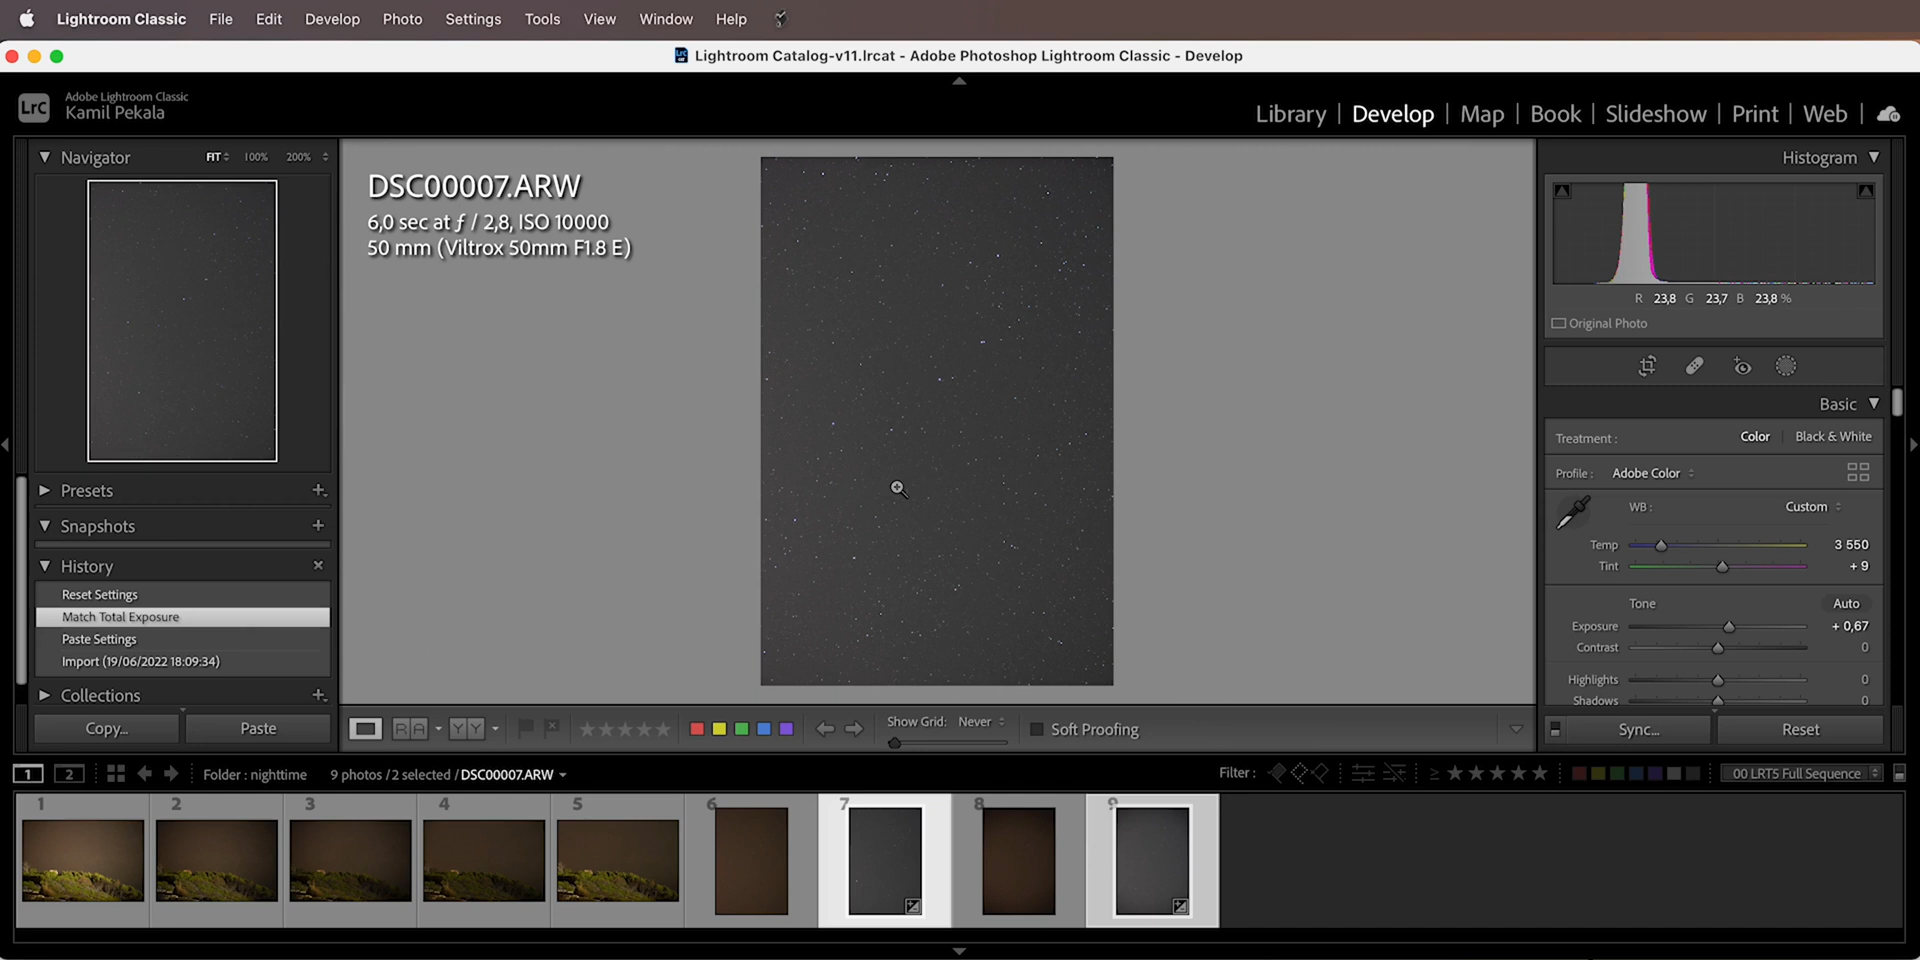 Lightroom Classic File Edit Develop Photo Settings Tools View Window Help
Lightroom Catalog-v11.lrcat - Adobe Photoshop Lightroom Classic - Develop
LrC
Adobe Lightroom Classic
Kamil Pekala
Library | Develop | Map | Book | Slideshow | Print | Web
Navigator FIT 100% 200%
DSC00007.ARW
6,0 sec at ƒ / 2,8, ISO 10000
50 mm (Viltrox 50mm F1.8 E)
Presets
Snapshots
History
Reset Settings
Match Total Exposure
Paste Settings
Import (19/06/2022 18:09:34)
Collections
Copy... Paste
Histogram
R 23,8 G 23,7 B 23,8 %
Original Photo
Basic
Treatment : Color Black & White
Profile : Adobe Color
WB : Custom
Temp 3 550
Tint + 9
Tone Auto
Exposure + 0,67
Contrast 0
Highlights 0
Shadows 0
R A Y Y Show Grid: Never Soft Proofing
Sync... Reset
1 2 Folder : nighttime 9 photos / 2 selected / DSC00007.ARW
Filter : 00 LRT5 Full Sequence
1 2 3 4 5 6 7 8 9